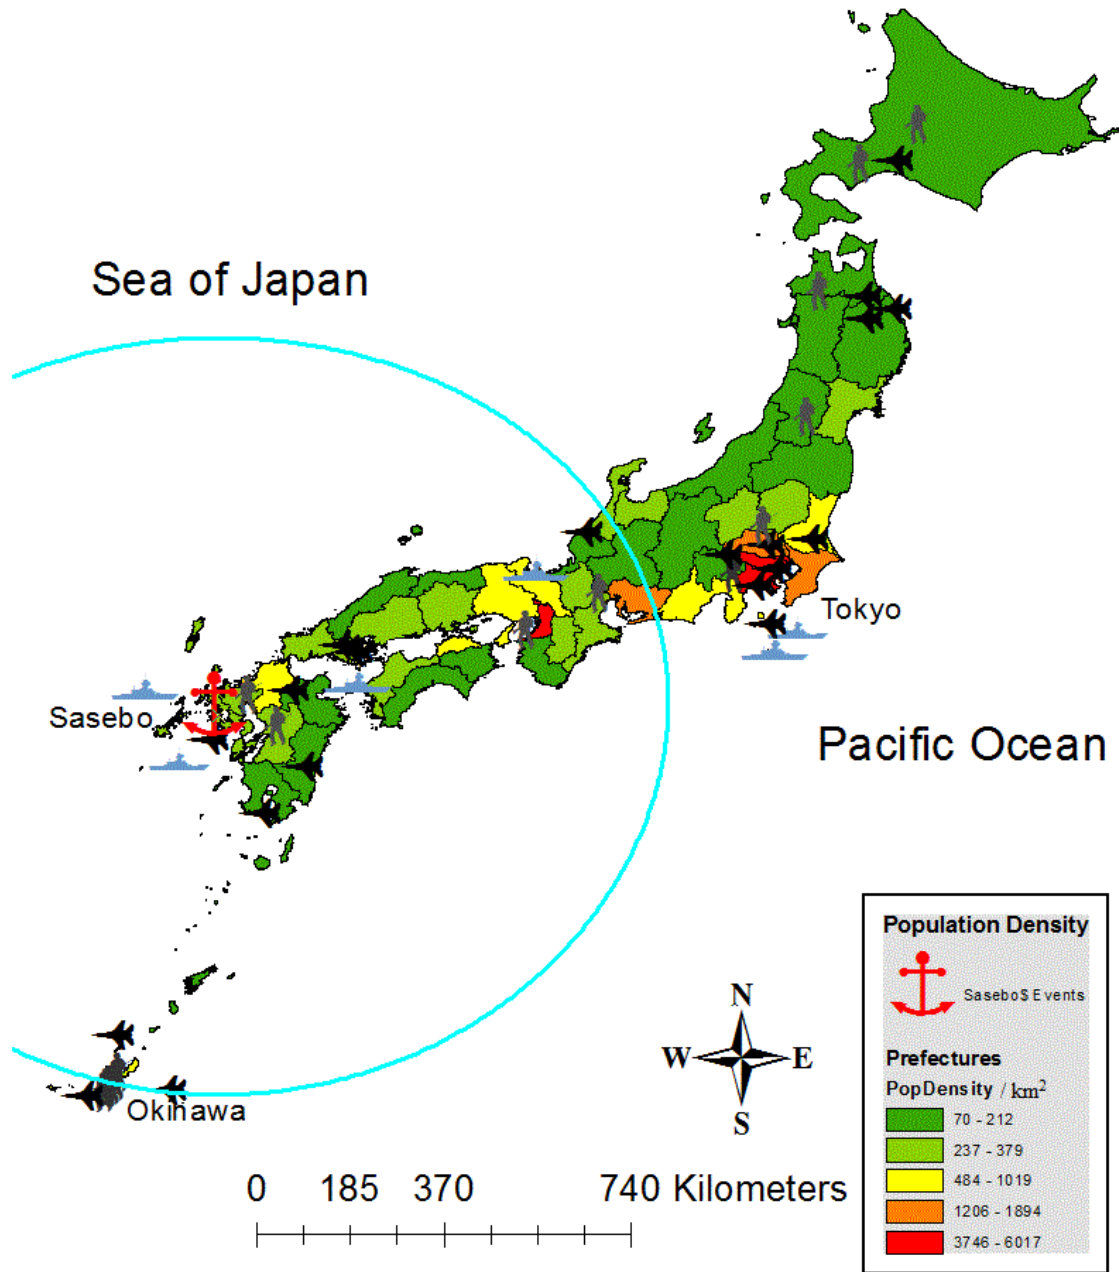 Sea of Japan
Tokyo
Sasebo
Pacific Ocean
Okinawa
N
W E
S
0 185 370 740 Kilometers
Population Density
Sasebo$ Events
Prefectures
PopDensity / km²
70 - 212
237 - 379
484 - 1019
1206 - 1894
3746 - 6017